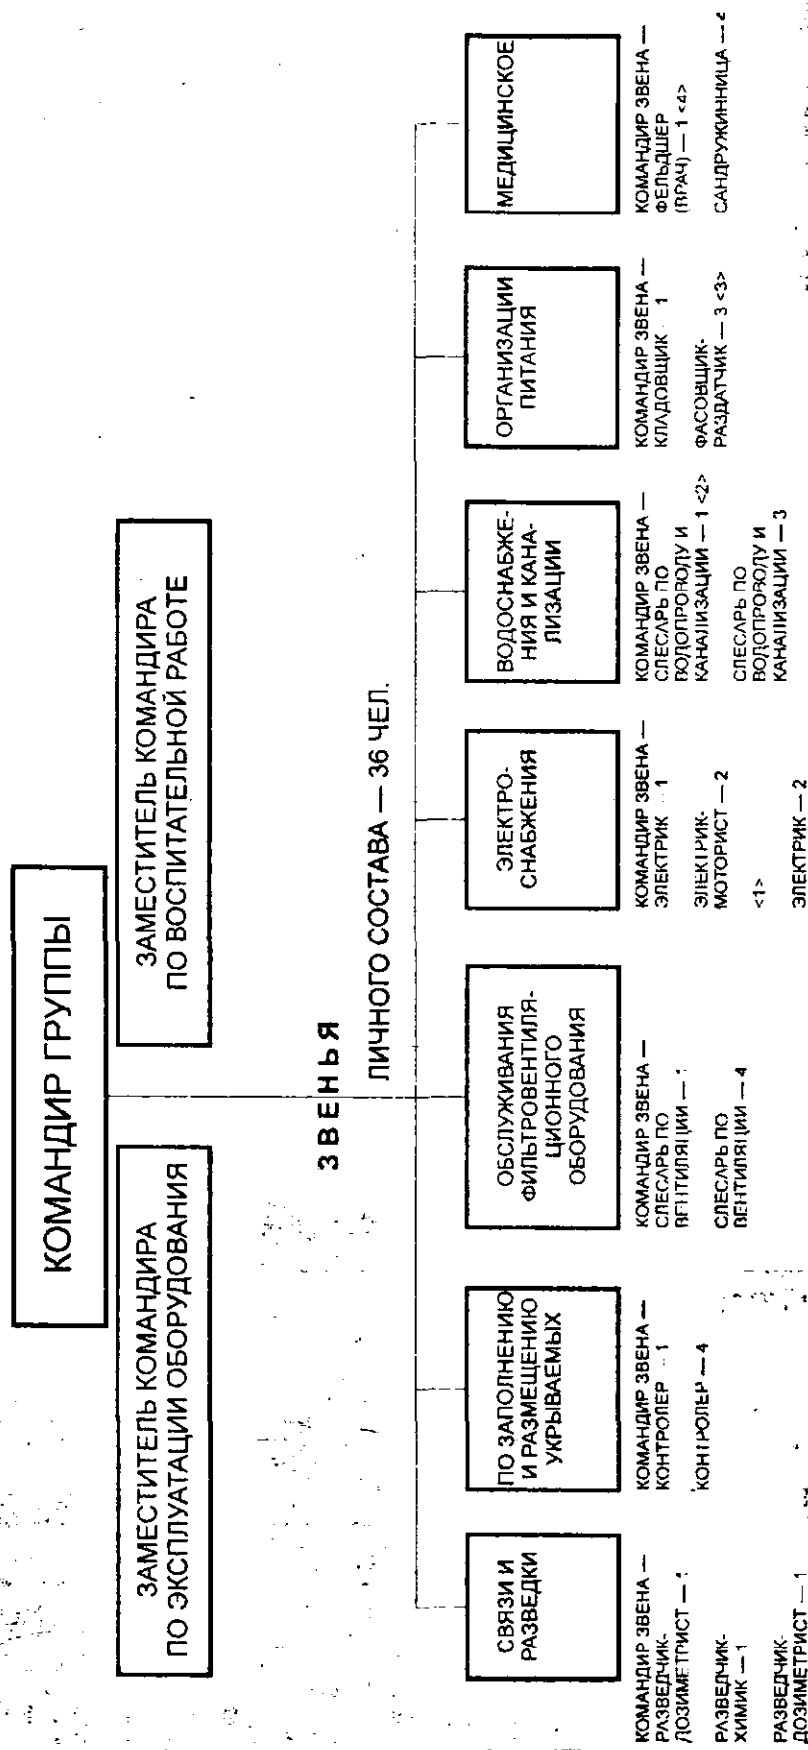 КОМАНДИР ГРУППЫ
ЗАМЕСТИТЕЛЬ КОМАНДИРА
ПО ЭКСПЛУАТАЦИИ ОБОРУДОВАНИЯ
ЗАМЕСТИТЕЛЬ КОМАНДИРА
ПО ВОСПИТАТЕЛЬНОЙ РАБОТЕ
ЗВЕНЬЯ
ЛИЧНОГО СОСТАВА — 36 ЧЕЛ.
СВЯЗИ И
РАЗВЕДКИ
КОМАНДИР ЗВЕНА —
РАЗВЕДЧИК-
ДОЗИМЕТРИСТ — 1
РАЗВЕДЧИК-
ХИМИК — 1
РАЗВЕДЧИК-
ДОЗИМЕТРИСТ — 1
ПО ЗАПОЛНЕНИЮ
И РАЗМЕЩЕНИЮ
УКРЫВАЕМЫХ
КОМАНДИР ЗВЕНА —
КОНТРОЛЕР - 1
КОНТРОЛЕР — 4
ОБСЛУЖИВАНИЯ
ФИЛЬТРОВЕНТИЛЯ-
ЦИОННОГО
ОБОРУДОВАНИЯ
КОМАНДИР ЗВЕНА —
СЛЕСАРЬ ПО
ВЕНТИЛЯЦИИ — 1
СЛЕСАРЬ ПО
ВЕНТИЛЯЦИИ — 4
ЭЛЕКТРО-
СНАБЖЕНИЯ
КОМАНДИР ЗВЕНА —
ЭЛЕКТРИК - 1
ЭЛЕКТРИК-
МОТОРИСТ — 2
<1>
ЭЛЕКТРИК — 2
ВОДОСНАБЖЕ-
НИЯ И КАНА-
ЛИЗАЦИИ
КОМАНДИР ЗВЕНА —
СЛЕСАРЬ ПО
ВОДОПРОВОДУ И
КАНАЛИЗАЦИИ — 1 <2>
СЛЕСАРЬ ПО
ВОДОПРОВОДУ И
КАНАЛИЗАЦИИ — 3
ОРГАНИЗАЦИИ
ПИТАНИЯ
КОМАНДИР ЗВЕНА —
КЛАДОВЩИК 1
ФАСОВЩИК-
РАЗДАТЧИК — 3 <3>
МЕДИЦИНСКОЕ
КОМАНДИР ЗВЕНА —
ФЕЛЬДШЕР
(ВРАЧ) — 1 <4>
САНДРУЖИННИЦА —